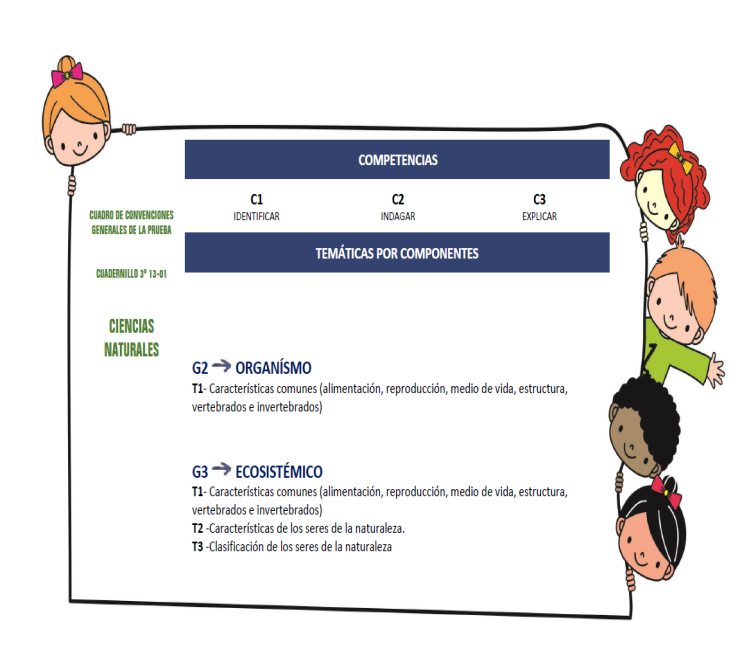 COMPETENCIAS
C1
C2
C3
IDENTIFICAR
INDAGAR
EXPLICAR
CUADRO DE CONVENCIONES
GENERALES DE LA PRUEBA
TEMÁTICAS POR COMPONENTES
CUADERNILLO 3° 13-01
CIENCIAS
NATURALES
G2 → ORGANÍSMO
T1- Características comunes (alimentación, reproducción, medio de vida, estructura,
vertebrados e invertebrados)
G3 → ECOSISTÉMICO
T1- Características comunes (alimentación, reproducción, medio de vida, estructura,
vertebrados e invertebrados)
T2 -Características de los seres de la naturaleza.
T3 -Clasificación de los seres de la naturaleza